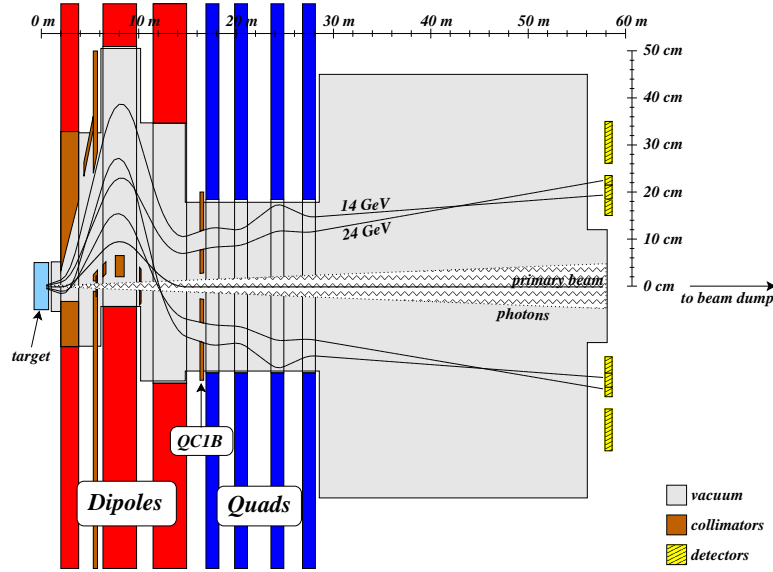 0 m 10 m 20 m 30 m 40 m 50 m 60 m
50 cm
40 cm
30 cm
20 cm
10 cm
0 cm
14 GeV
24 GeV
primary beam
photons
to beam dump
target
QC1B
Dipoles
Quads
vacuum
collimators
detectors